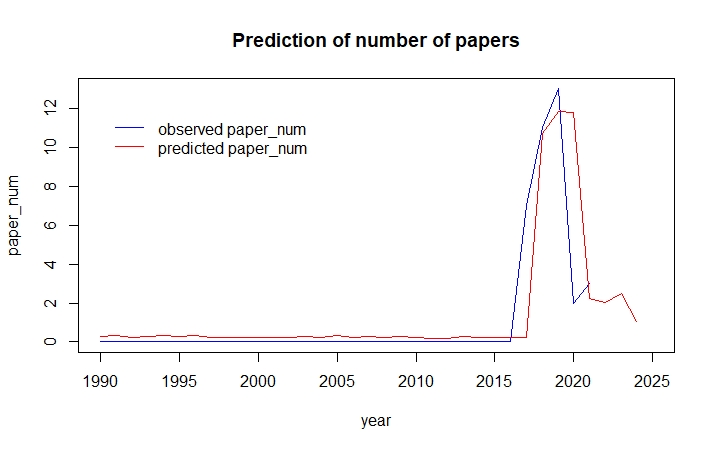 Prediction of number of papers
observed paper_num
predicted paper_num
paper_num
12
10
8
6
4
2
0
1990 1995 2000 2005 2010 2015 2020 2025
year